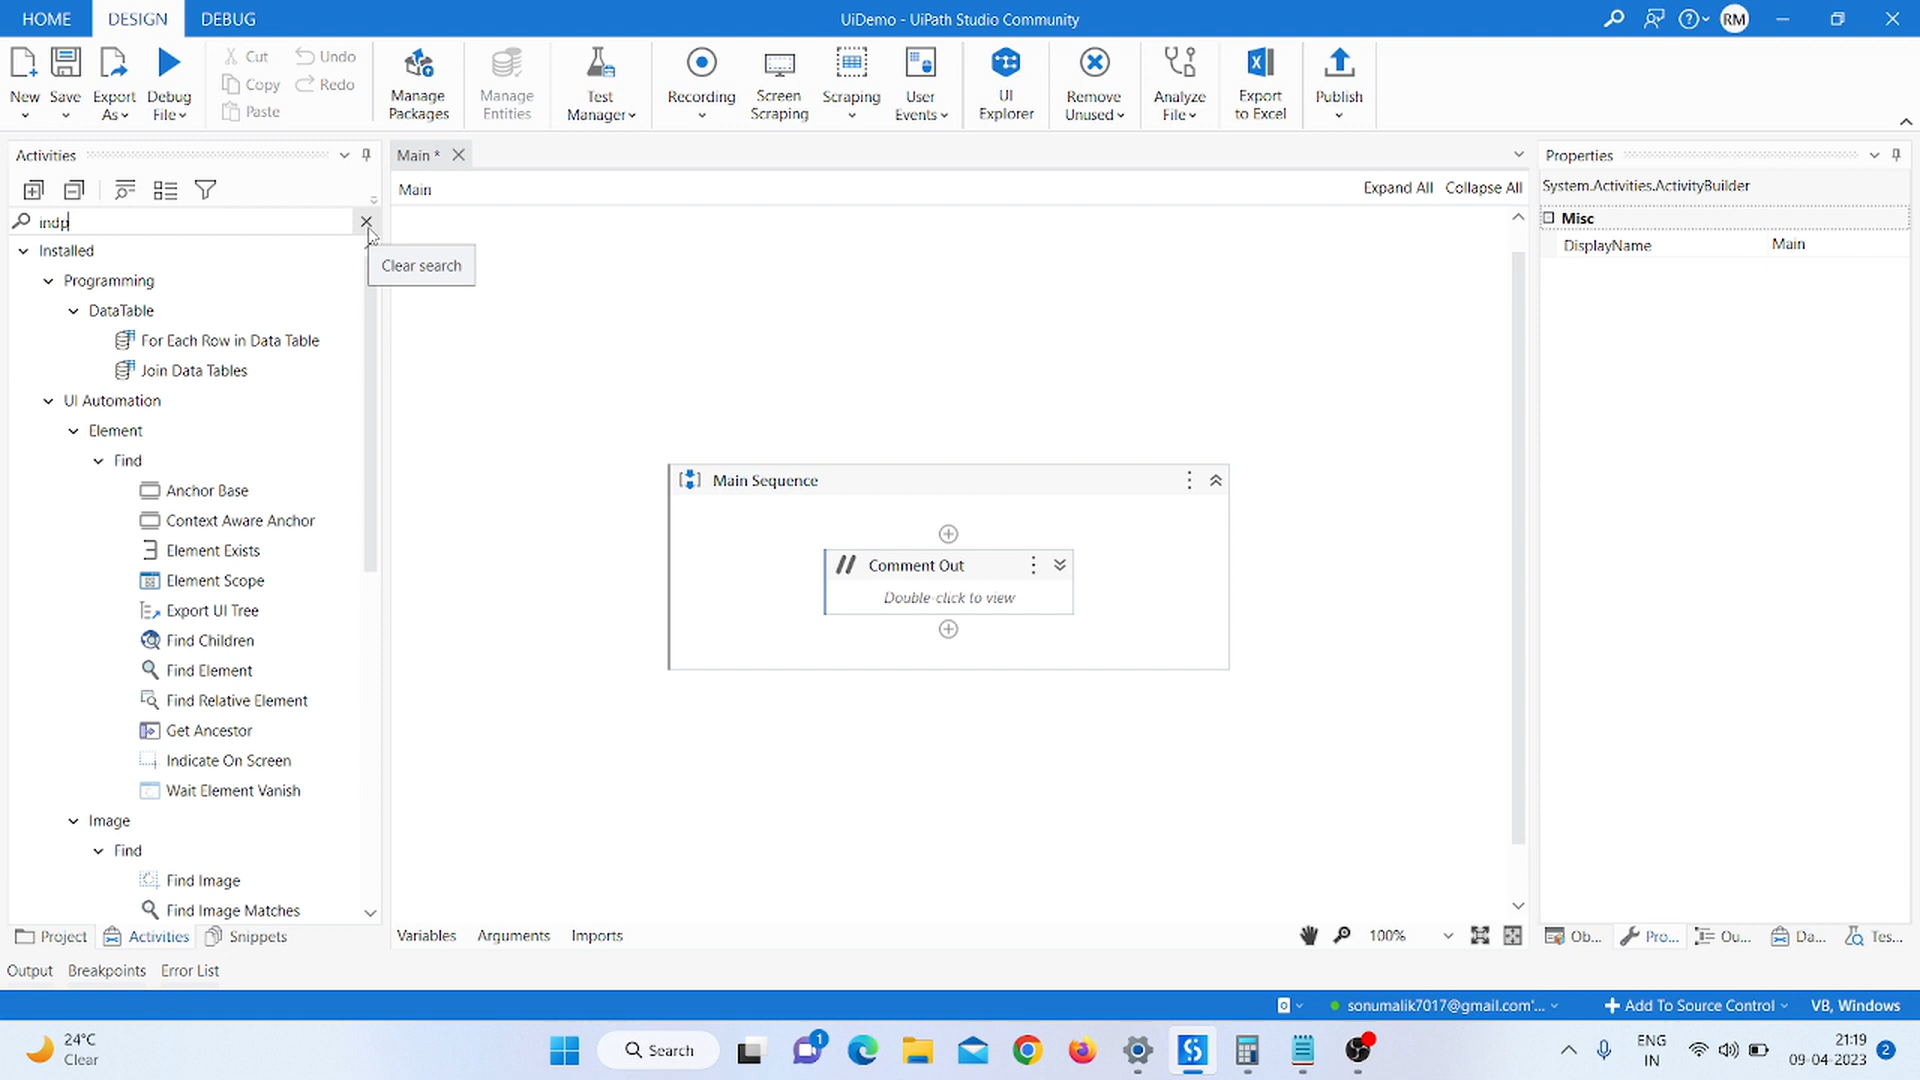 HOME DESIGN DEBUG UiDemo - UiPath Studio Community RM
New Save Export As Debug File Cut Copy Paste Undo Redo Manage Packages Manage Entities Test Manager Recording Screen Scraping Scraping User Events UI Explorer Remove Unused Analyze File Export to Excel Publish
Activities
indp
Clear search
Installed
Programming
DataTable
For Each Row in Data Table
Join Data Tables
UI Automation
Element
Find
Anchor Base
Context Aware Anchor
Element Exists
Element Scope
Export UI Tree
Find Children
Find Element
Find Relative Element
Get Ancestor
Indicate On Screen
Wait Element Vanish
Image
Find
Find Image
Find Image Matches
Project Activities Snippets
Main *
Main Expand All Collapse All
Main Sequence
// Comment Out
Double-click to view
Variables Arguments Imports 100%
Properties
System.Activities.ActivityBuilder
Misc
DisplayName Main
Ob... Pro... Ou... Da... Tes...
Output Breakpoints Error List
sonumalik7017@gmail.com'... Add To Source Control VB, Windows
24°C
Clear
Search
1
ENG
IN
21:19
09-04-2023
2